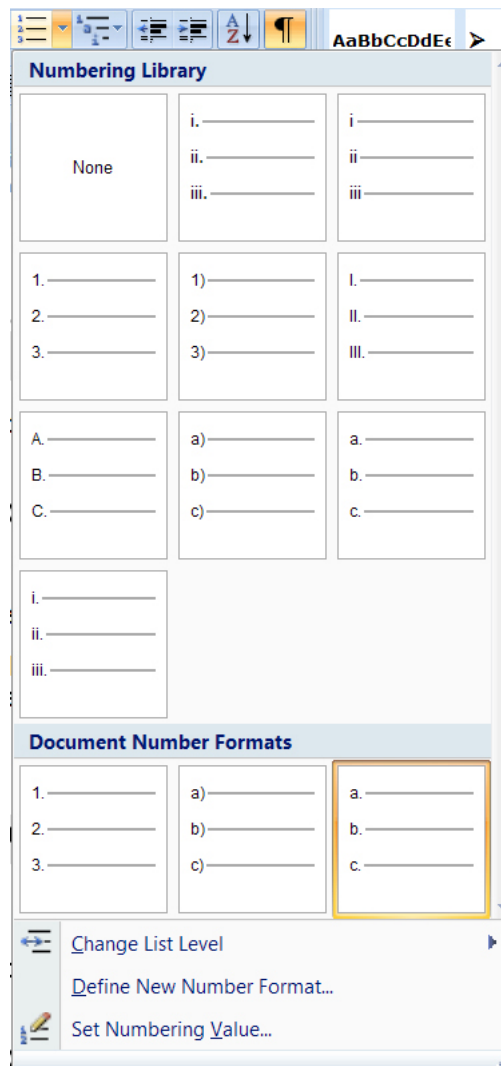 AaBbCcDdEe
Numbering Library
None
i.
ii.
iii.
i
ii
iii
1.
2.
3.
1)
2)
3)
I.
II.
III.
A.
B.
C.
a)
b)
c)
a.
b.
c.
i.
ii.
iii.
Document Number Formats
1.
2.
3.
a)
b)
c)
a.
b.
c.
Change List Level
Define New Number Format...
Set Numbering Value...